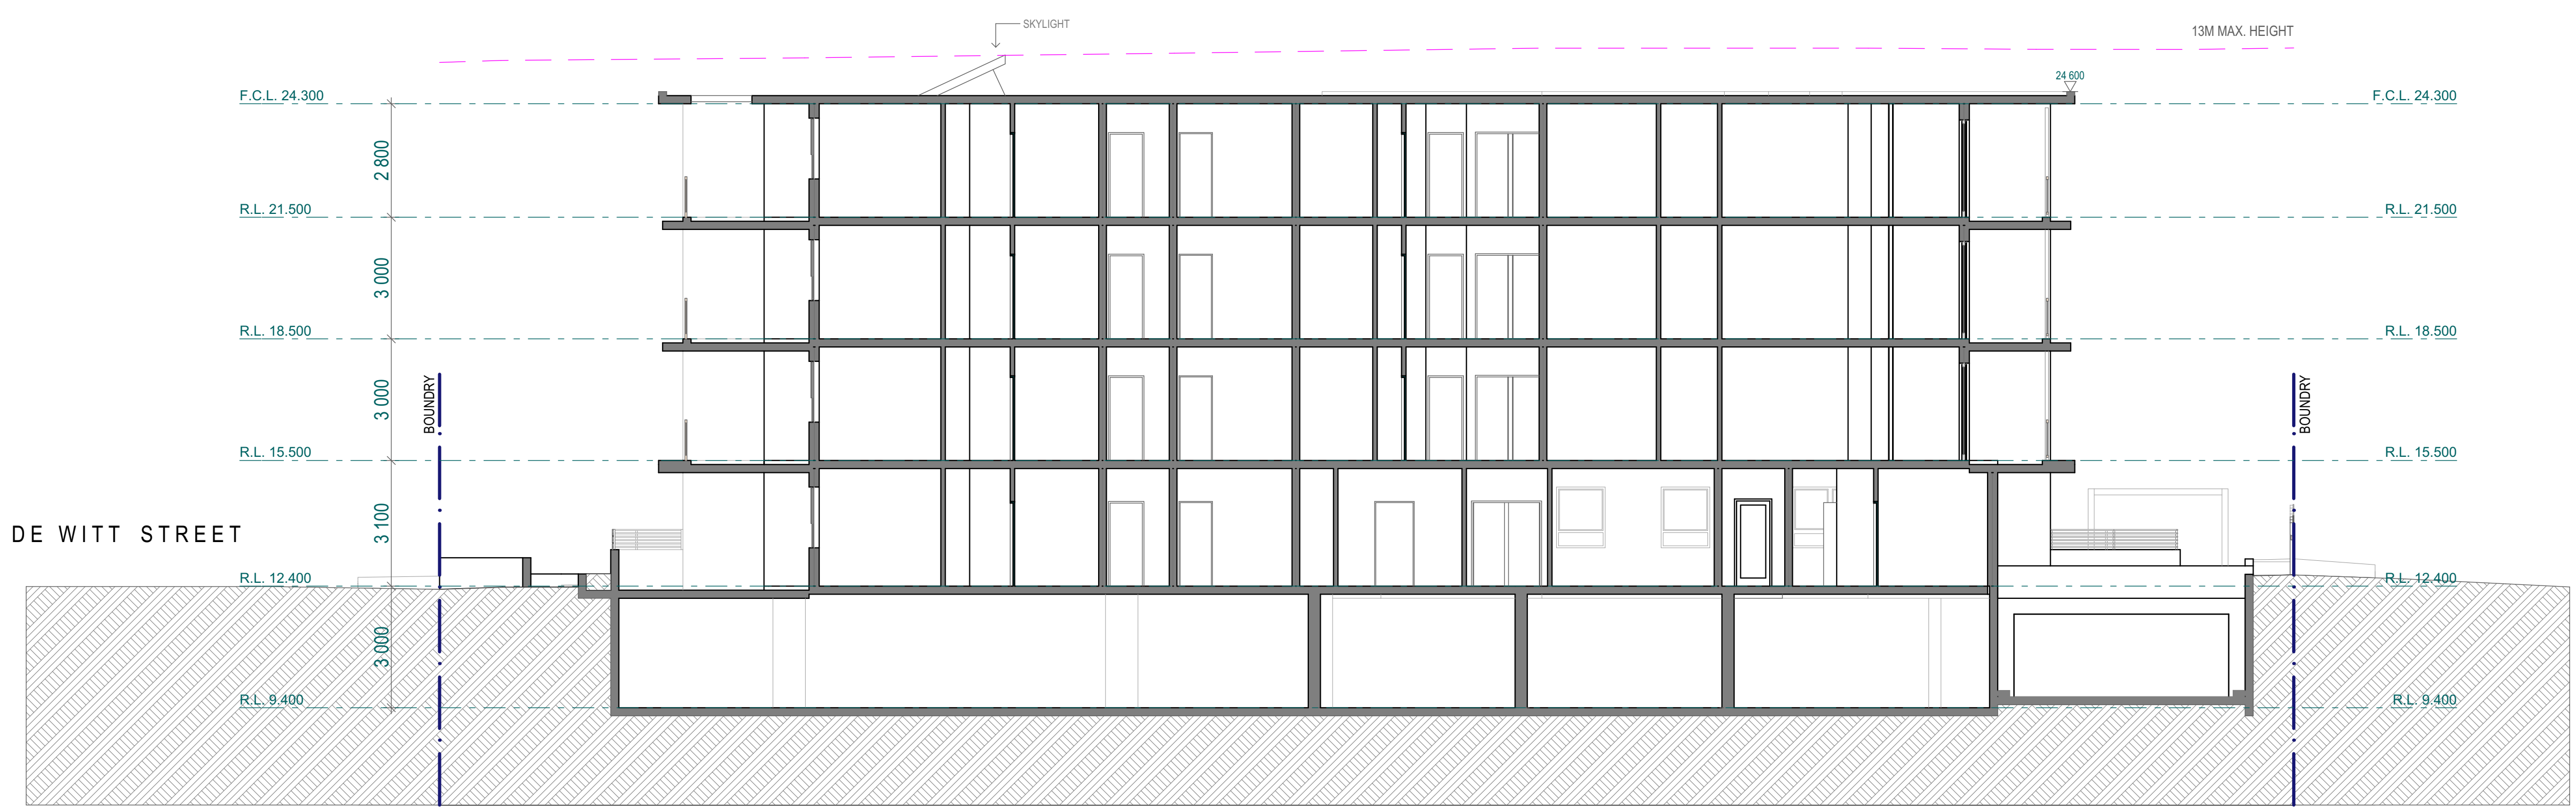 SKYLIGHT
13M MAX. HEIGHT
24 600
F.C.L. 24.300
F.C.L. 24.300
2 800
R.L. 21.500
R.L. 21.500
3 000
R.L. 18.500
R.L. 18.500
BOUNDRY
3 000
BOUNDRY
R.L. 15.500
R.L. 15.500
3 100
DE WITT STREET
R.L. 12.400
R.L. 12.400
3 000
R.L. 9.400
R.L. 9.400